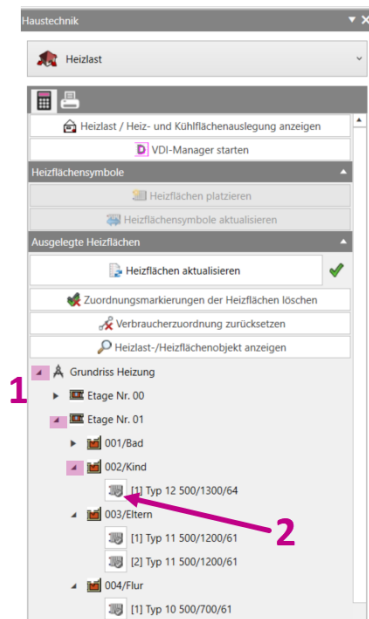 Haustechnik
Heizlast
Heizlast / Heiz- und Kühlflächenauslegung anzeigen
D VDI-Manager starten
Heizflächensymbole
Heizflächen platzieren
Heizflächensymbole aktualisieren
Ausgelegte Heizflächen
Heizflächen aktualisieren
Zuordnungsmarkierungen der Heizflächen löschen
Verbraucherzuordnung zurücksetzen
Heizlast-/Heizflächenobjekt anzeigen
Grundriss Heizung
1
Etage Nr. 00
Etage Nr. 01
001/Bad
002/Kind
[1] Typ 12 500/1300/64
003/Eltern
2
[1] Typ 11 500/1200/61
[2] Typ 11 500/1200/61
004/Flur
[1] Typ 10 500/700/61